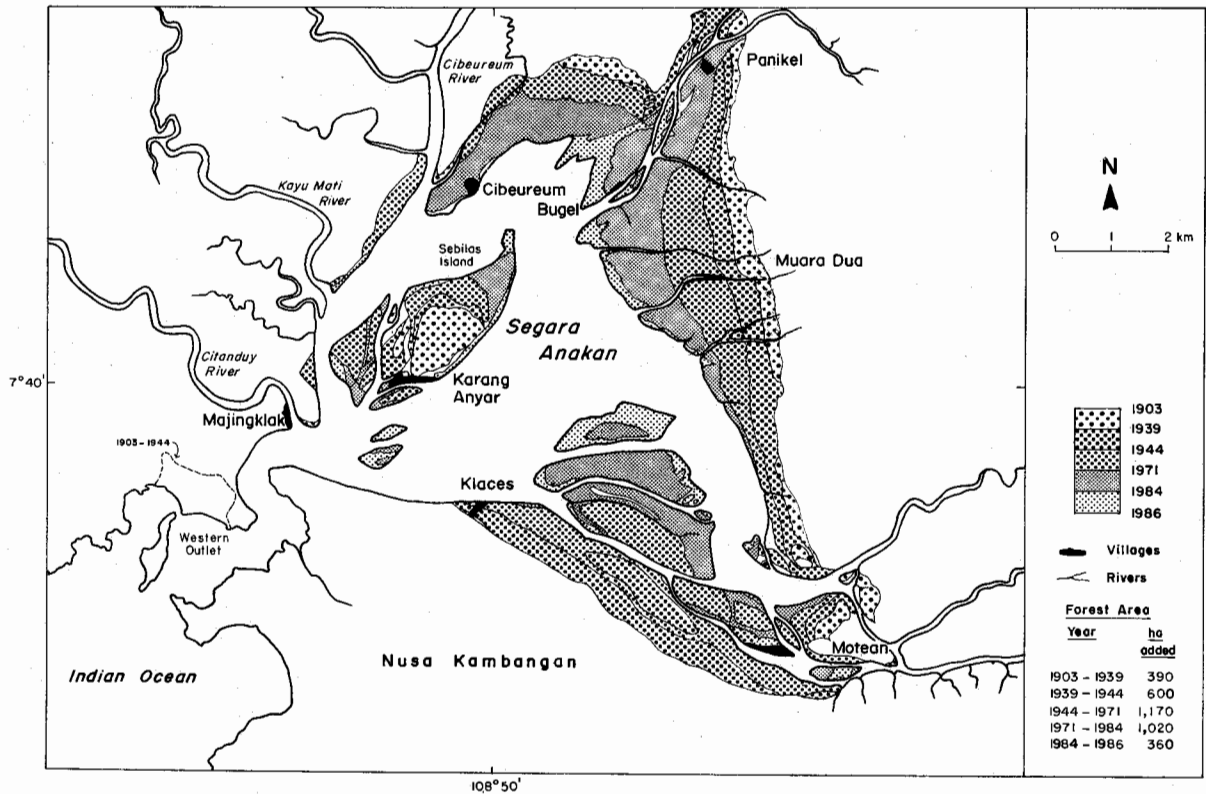 Cibeureum
River
Panikel
Kayu Mati
River
Cibeureum
Bugel
Sebilas
Island
Muara Dua
Segara
Anakan
Citanduy
River
7°40'
Karang
Anyar
Majingklak
1903-1944
Klaces
Western
Outlet
Motean
Nusa Kambangan
Indian Ocean
108°50'
N
0 1 2 km
1903
1939
1944
1971
1984
1986
Villages
Rivers
Forest Area
Year ha added
1903 - 1939 390
1939 - 1944 600
1944 - 1971 1,170
1971 - 1984 1,020
1984 - 1986 360